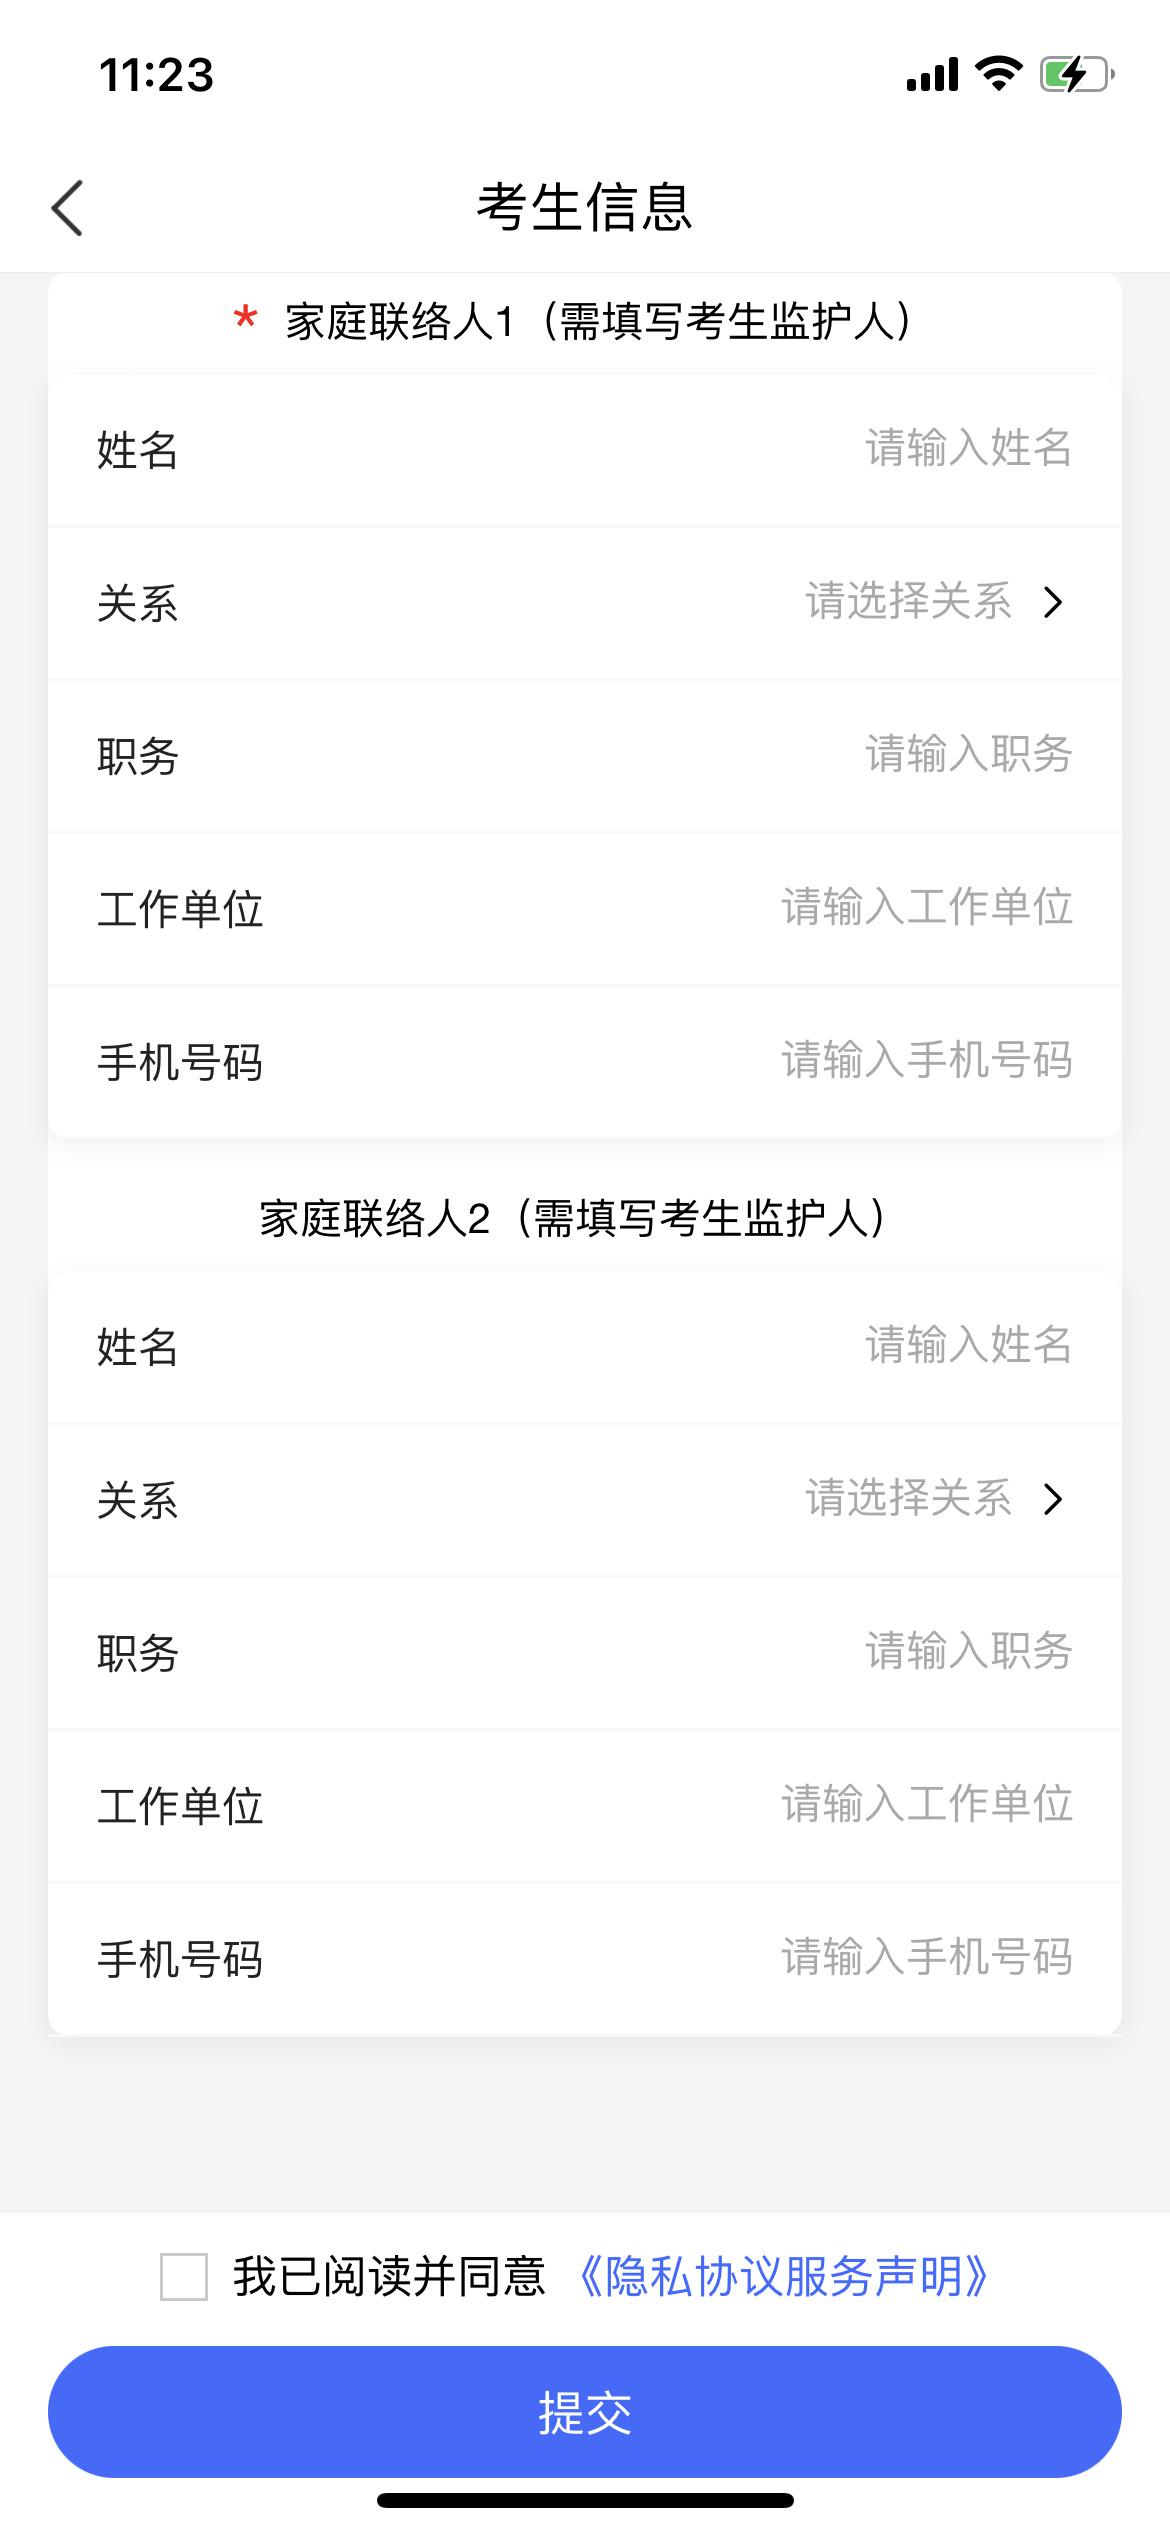 11:23
考生信息
* 家庭联络人1（需填写考生监护人）
姓名 请输入姓名
关系 请选择关系
职务 请输入职务
工作单位 请输入工作单位
手机号码 请输入手机号码
家庭联络人2（需填写考生监护人）
姓名 请输入姓名
关系 请选择关系
职务 请输入职务
工作单位 请输入工作单位
手机号码 请输入手机号码
我已阅读并同意 《隐私协议服务声明》
提交